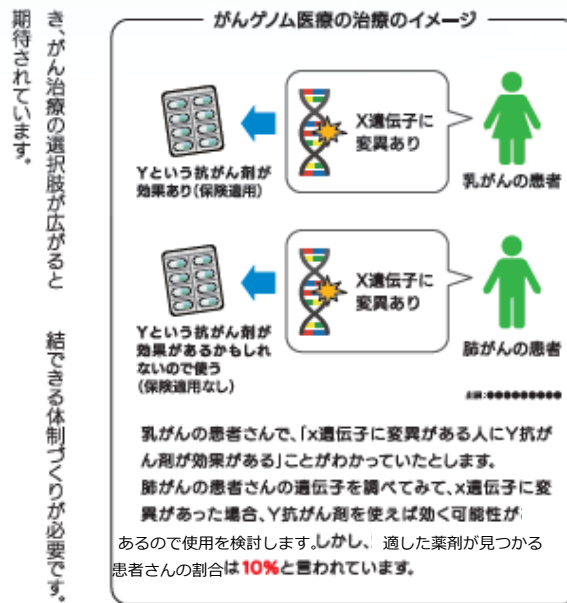 き、がん治療の選択肢が広がると
期待されています。
結できる体制づくりが必要です。
がんゲノム医療の治療のイメージ
X遺伝子に
変異あり
Yという抗がん剤が
効果あり(保険適用)
乳がんの患者
X遺伝子に
変異あり
Yという抗がん剤が
効果があるかもしれ
ないので使う
(保険適用なし)
肺がんの患者
●●●●●●●●●
乳がんの患者さんで、「x遺伝子に変異がある人にY抗が
ん剤が効果がある」ことがわかっていたとします。
肺がんの患者さんの遺伝子を調べてみて、x遺伝子に変
異があった場合、Y抗がん剤を使えば効く可能性が
あるので使用を検討します。しかし、適した薬剤が見つかる
患者さんの割合は10%と言われています。